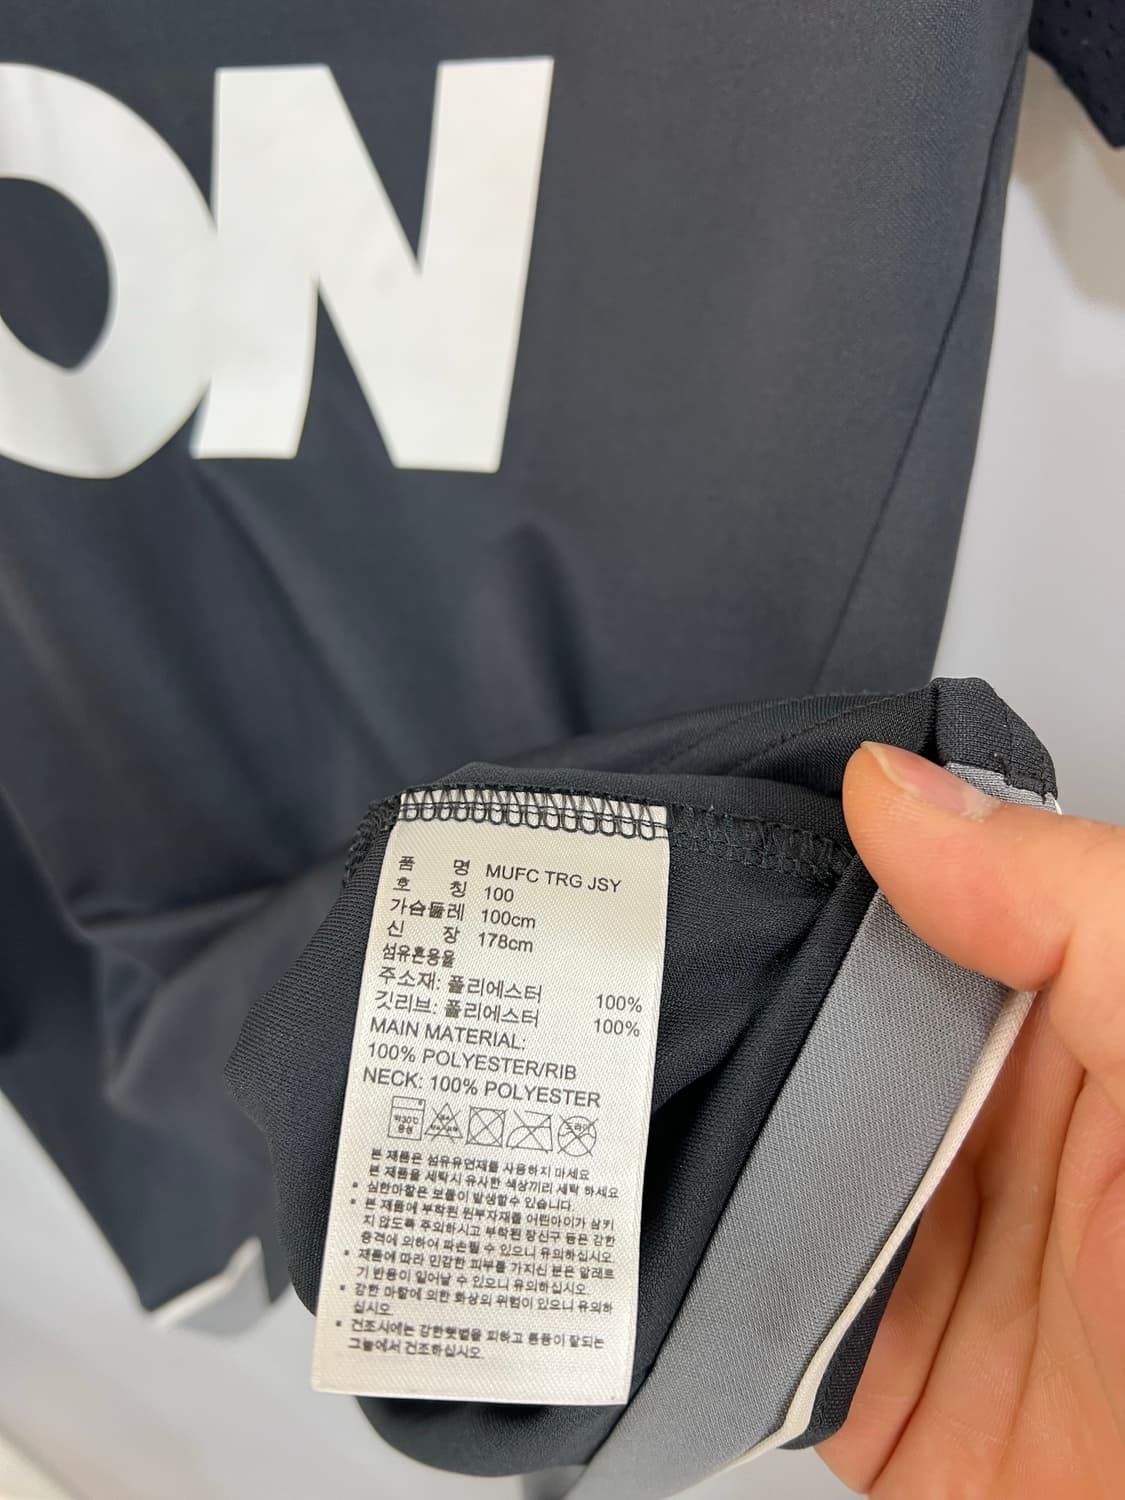 ON
품 명 MUFC TRG JSY
호 칭 100
가슴둘레 100cm
신 장 178cm
섬유혼용율
주소재: 폴리에스터 100%
깃리브: 폴리에스터 100%
MAIN MATERIAL:
100% POLYESTER/RIB
NECK: 100% POLYESTER
약30℃
중성
드라이
본 제품은 섬유유연제를 사용하지 마세요
본 제품을 세탁시 유사한 색상끼리 세탁 하세요
• 심한마찰은 보풀이 발생할수 있습니다.
• 본 제품에 부착된 원부자재를 어린아이가 삼키
지 않도록 주의하시고 부착된 장신구 등은 강한
충격에 의하여 파손될 수 있으니 유의하십시오
• 제품에 따라 민감한 피부를 가지신 분은 알레르
기 반응이 일어날 수 있으니 유의하십시오.
• 강한 마찰에 의한 화상의 위험이 있으니 유의하
십시오.
• 건조시에는 강한햇볕을 피하고 통풍이 잘되는
그늘에서 건조하십시오.